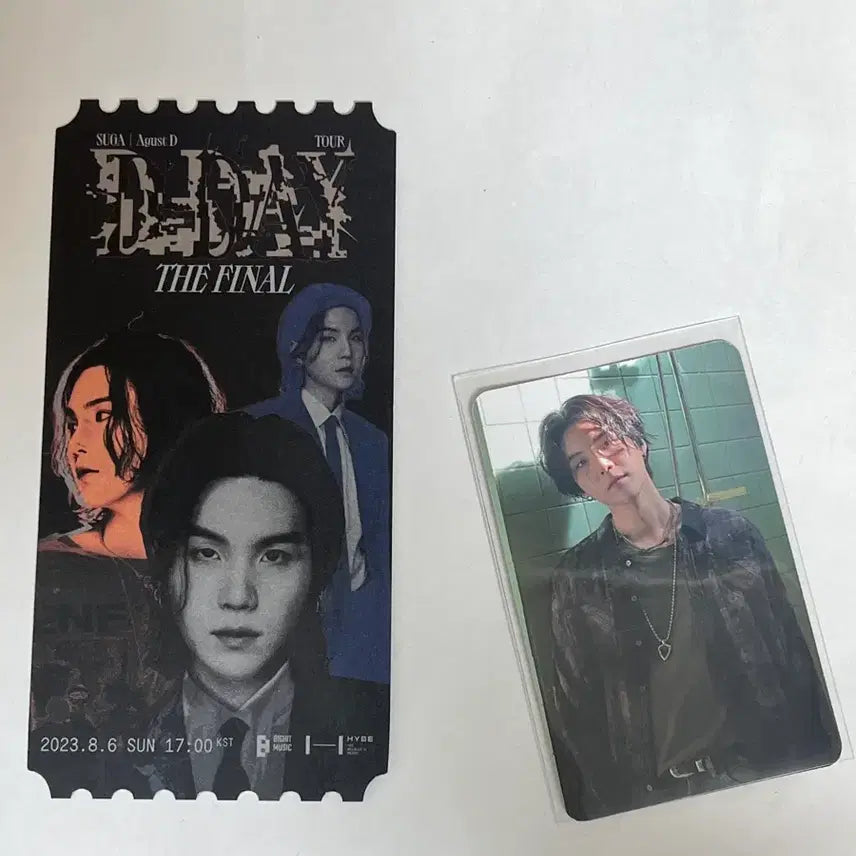 SUGA | Agust D TOUR
D-DAY
THE FINAL
2023.8.6 SUN 17:00 KST
BIGHIT
MUSIC
HYBE